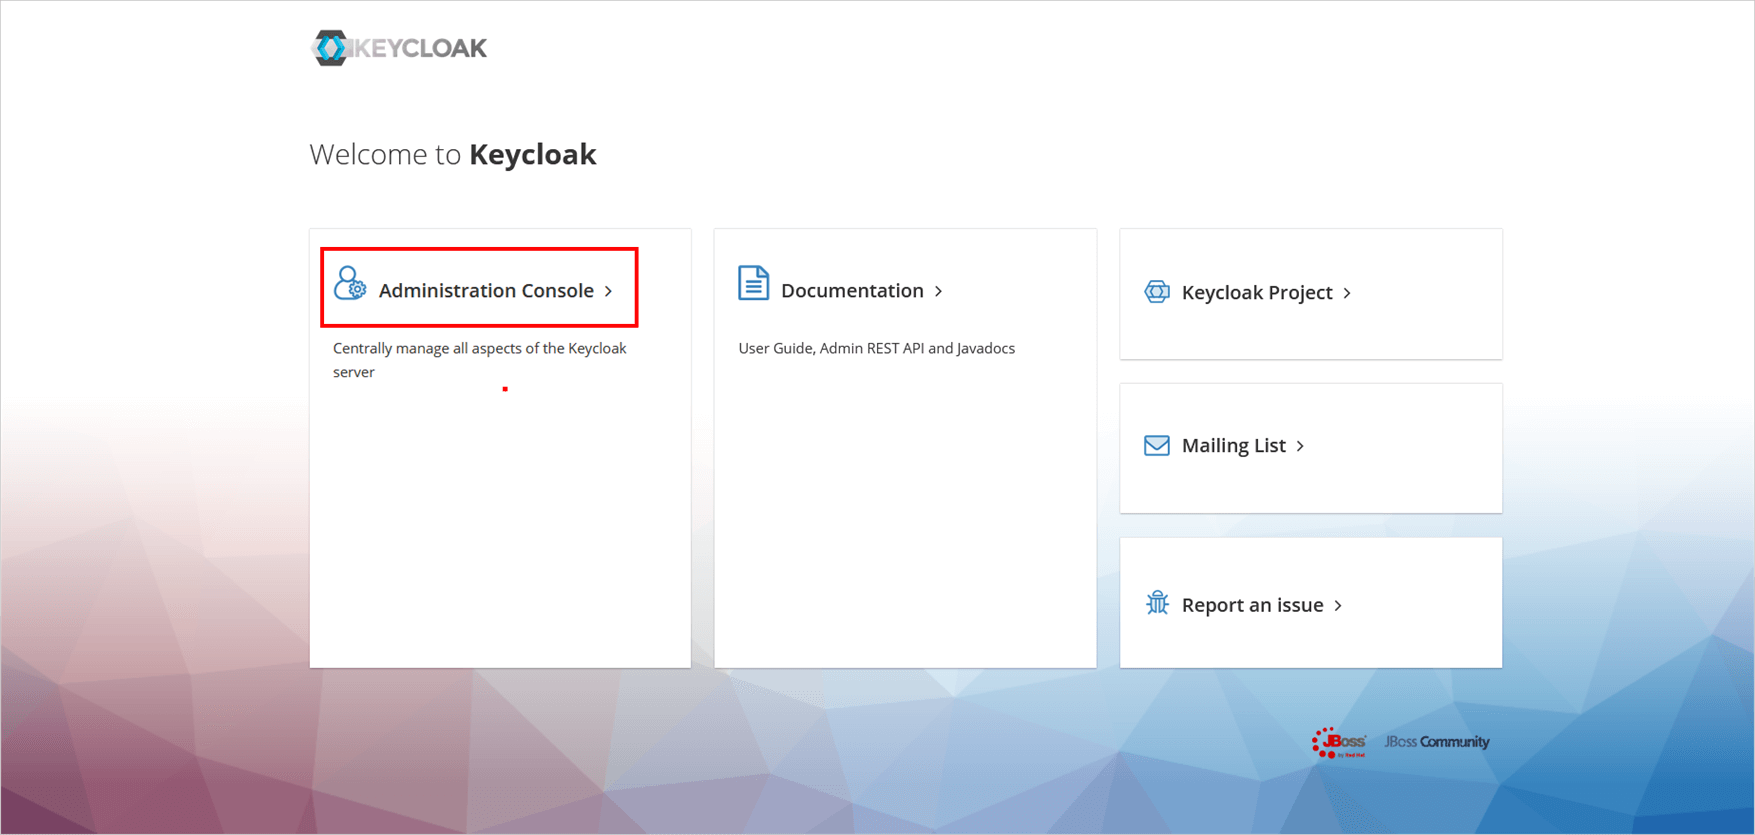 KEYCLOAK
Welcome to Keycloak
Administration Console
Centrally manage all aspects of the Keycloak
server
Documentation
User Guide, Admin REST API and Javadocs
Keycloak Project
Mailing List
Report an issue
JBoss
by Red Hat
JBoss Community